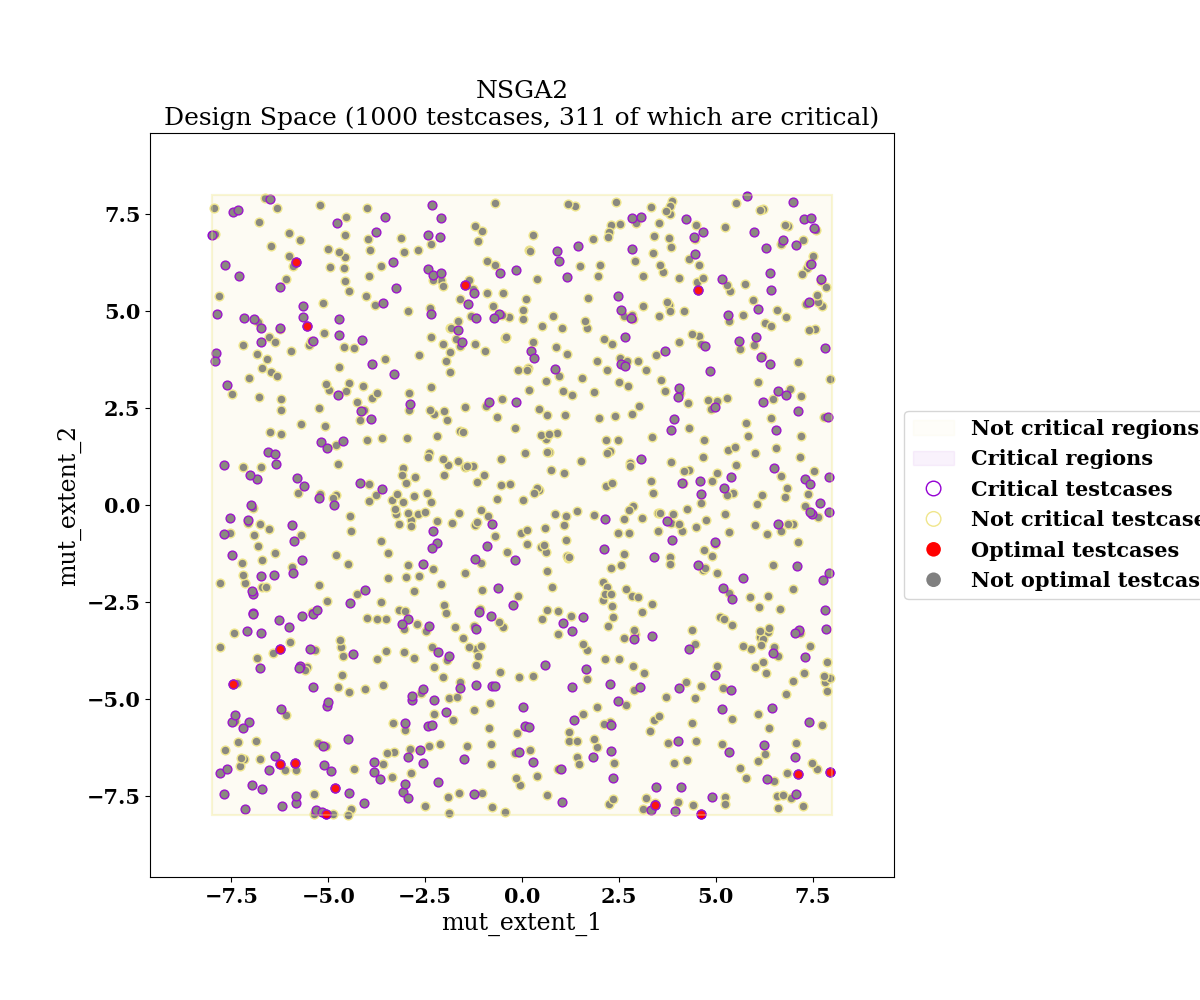 NSGA2
Design Space (1000 testcases, 311 of which are critical)
mut_extent_2
7.5
5.0
2.5
0.0
−2.5
−5.0
−7.5
−7.5 −5.0 −2.5 0.0 2.5 5.0 7.5
mut_extent_1
Not critical regions
Critical regions
Critical testcases
Not critical testcase
Optimal testcases
Not optimal testcas